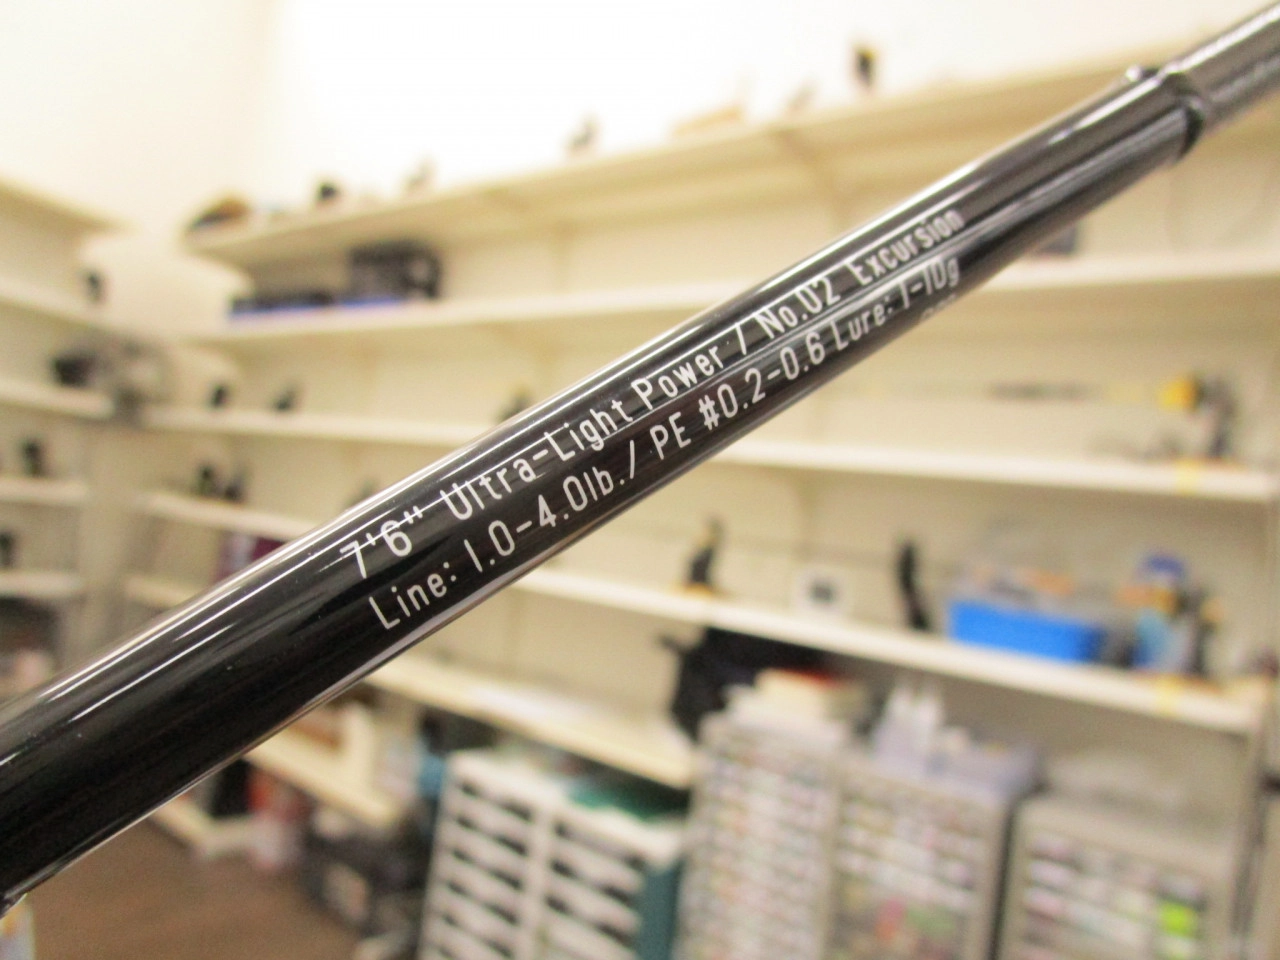 7'6" Ultra-Light Power / No.02 Excursion
Line: 1.0-4.0lb. / PE #0.2-0.6 Lure: 1-10g